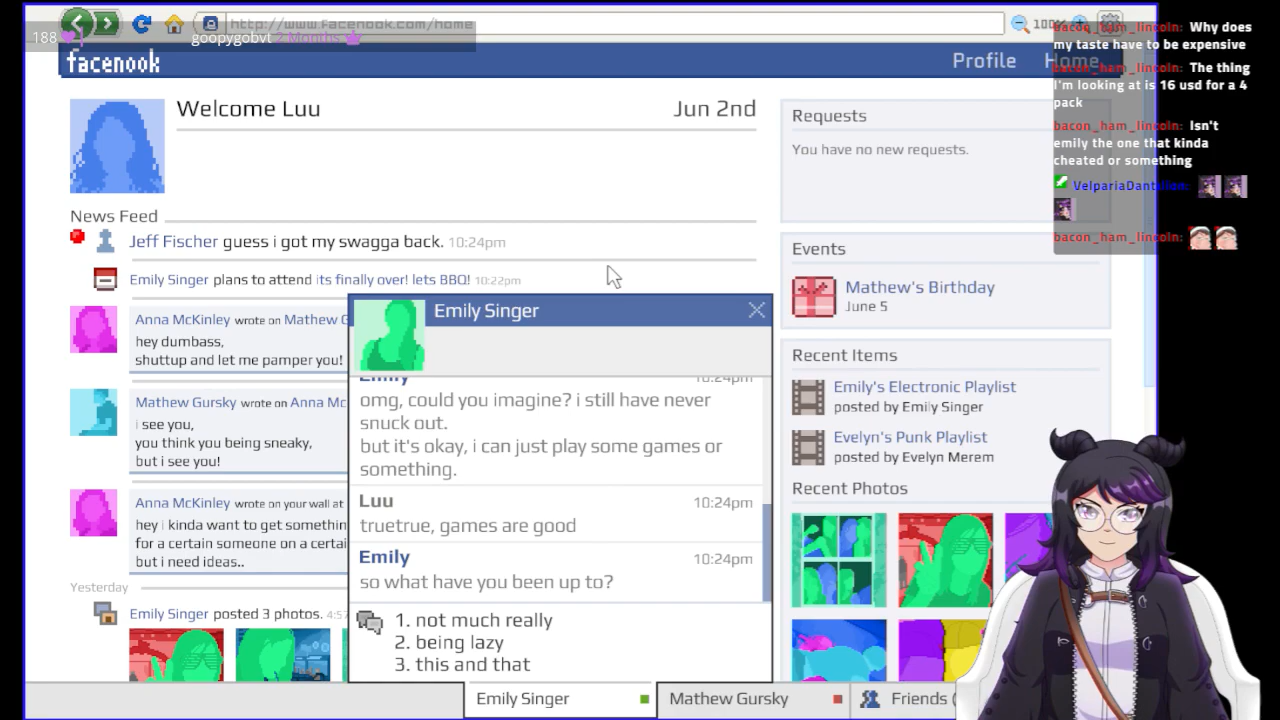 http://www.facenook.com/home
100%
188
goopygobvt 2 Months
facenook
Profile
Home
Welcome Luu
Jun 2nd
News Feed
Jeff Fischer guess i got my swagga back. 10:24pm
Emily Singer plans to attend its finally over! lets BBQ! 10:22pm
Anna McKinley wrote on Mathew G
hey dumbass,
shuttup and let me pamper you!
Mathew Gursky wrote on Anna Mc
i see you,
you think you being sneaky,
but i see you!
Anna McKinley wrote on your wall at
hey i kinda want to get somethin
for a certain someone on a certai
but i need ideas..
Yesterday
Emily Singer posted 3 photos. 4:57
Emily Singer
Emily 10:24pm
omg, could you imagine? i still have never
snuck out.
but it's okay, i can just play some games or
something.
Luu 10:24pm
truetrue, games are good
Emily 10:24pm
so what have you been up to?
1. not much really
2. being lazy
3. this and that
Emily Singer
Mathew Gursky
Friends (
Requests
You have no new requests.
Events
Mathew's Birthday
June 5
Recent Items
Emily's Electronic Playlist
posted by Emily Singer
Evelyn's Punk Playlist
posted by Evelyn Merem
Recent Photos
bacon_ham_lincoln: Why does
my taste have to be expensive
bacon_ham_lincoln: The thing
I'm looking at is 16 usd for a 4
pack
bacon_ham_lincoln: Isn't
emily the one that kinda
cheated or something
VelpariaDantalion:
bacon_ham_lincoln: